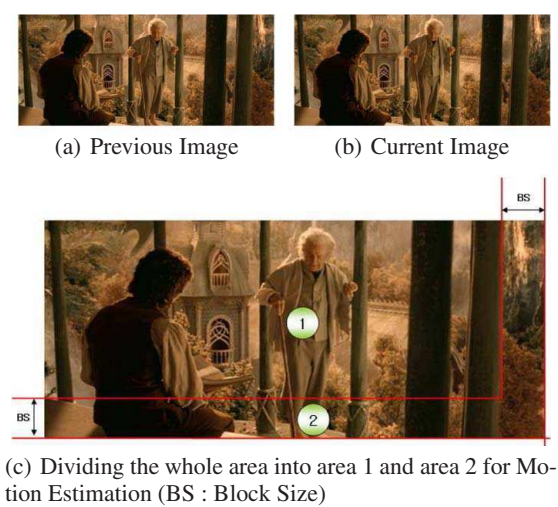 (a) Previous Image
(b) Current Image
BS
1
BS
2
(c) Dividing the whole area into area 1 and area 2 for Mo-
tion Estimation (BS : Block Size)